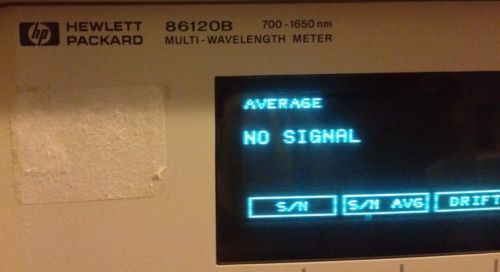 hp HEWLETT PACKARD
86120B 700-1650 nm
MULTI-WAVELENGTH METER
AVERAGE
NO SIGNAL
S/N S/N AVG DRIFT